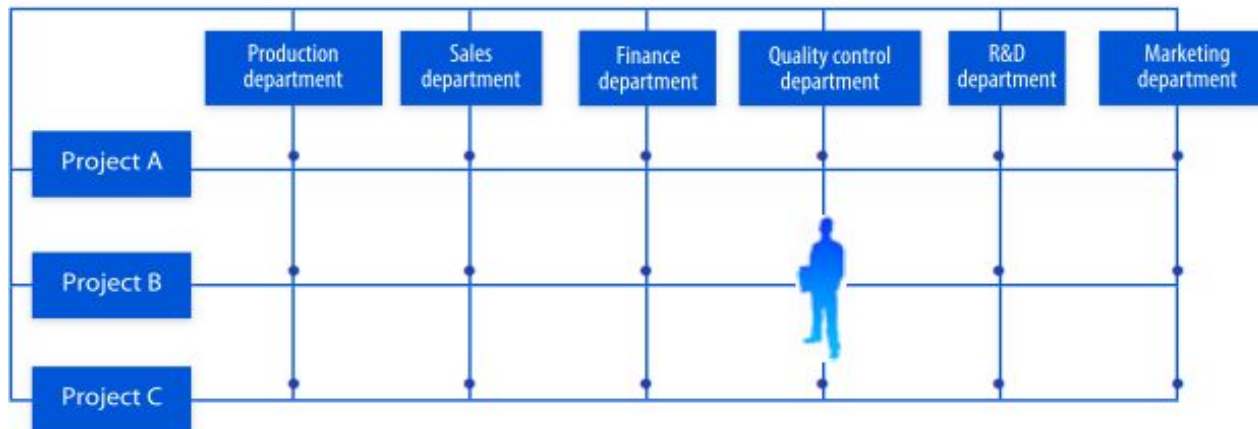 Production
department
Sales
department
Finance
department
Quality control
department
R&D
department
Marketing
department
Project A
Project B
Project C